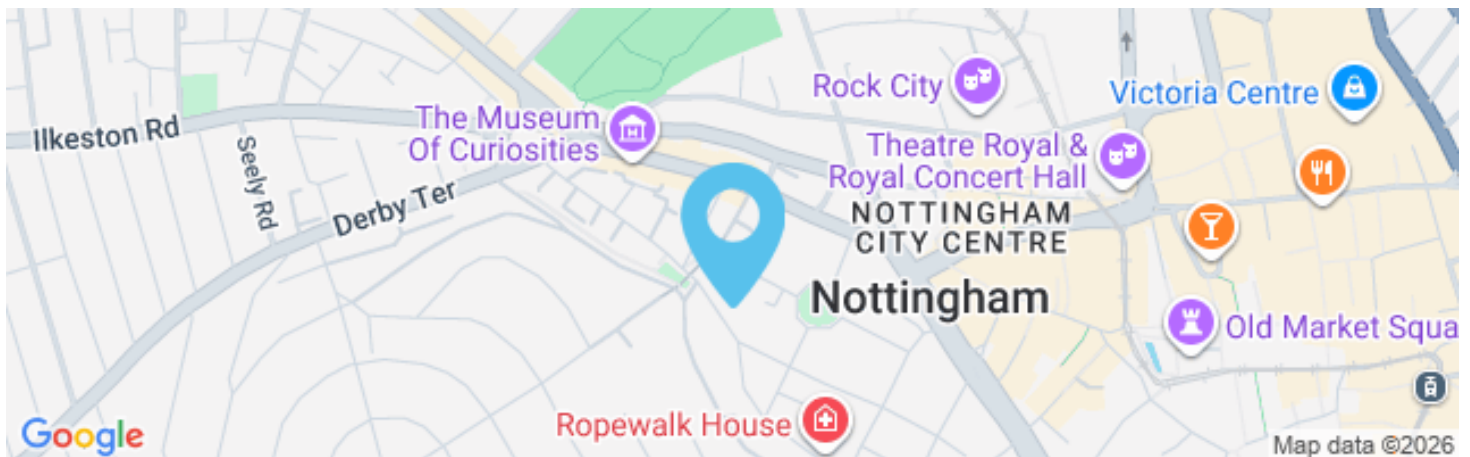 Ilkeston Rd
Seely Rd
Derby Ter
The Museum
Of Curiosities
Rock City
Victoria Centre
Theatre Royal &
Royal Concert Hall
NOTTINGHAM
CITY CENTRE
Nottingham
Old Market Squa
Ropewalk House
Google
Map data ©2026